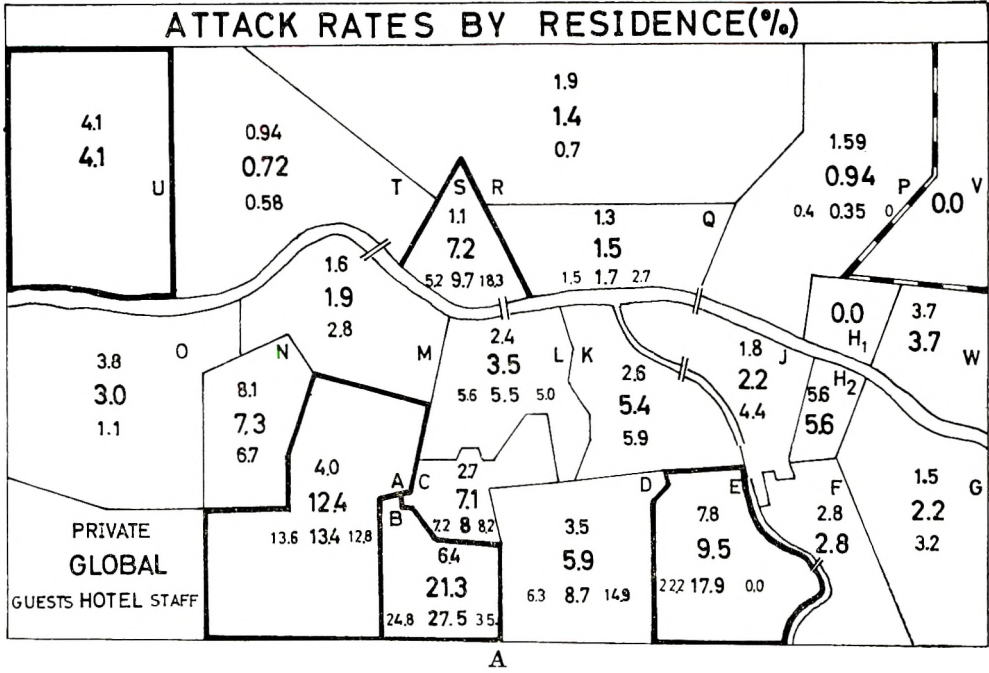 ATTACK RATES BY RESIDENCE(%)
4.1
4.1
U
0.94
0.72
0.58
T
1.9
1.4
0.7
R
S
1.1
7.2
5.2 9.7 18.3
1.3
1.5
1.5 1.7 2.7
Q
1.59
0.94
0.4 0.35 0
P
V
0.0
1.6
1.9
2.8
M
3.8
3.0
1.1
O
N
8.1
7.3
6.7
2.4
3.5
5.6 5.5 5.0
L
K
2.6
5.4
5.9
1.8
2.2
4.4
J
0.0
H1
H2
5.6
5.6
3.7
3.7
W
4.0
12.4
13.6 13.4 12.8
A
C
B
2.7
7.1
7.2 8 8.2
6.4
21.3
24.8 27.5 3.5
D
3.5
5.9
6.3 8.7 14.9
E
7.8
9.5
22.2 17.9 0.0
F
2.8
2.8
1.5
2.2
3.2
G
PRIVATE
GLOBAL
GUESTS HOTEL STAFF
A